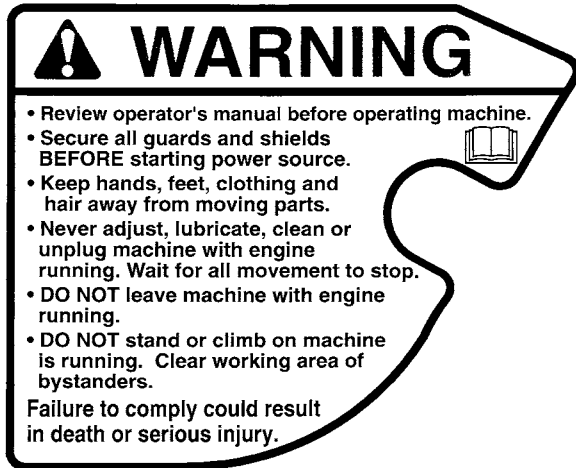 WARNING
• Review operator's manual before operating machine.
• Secure all guards and shields
BEFORE starting power source.
• Keep hands, feet, clothing and
hair away from moving parts.
• Never adjust, lubricate, clean or
unplug machine with engine
running. Wait for all movement to stop.
• DO NOT leave machine with engine
running.
• DO NOT stand or climb on machine
is running.  Clear working area of
bystanders.
Failure to comply could result
in death or serious injury.